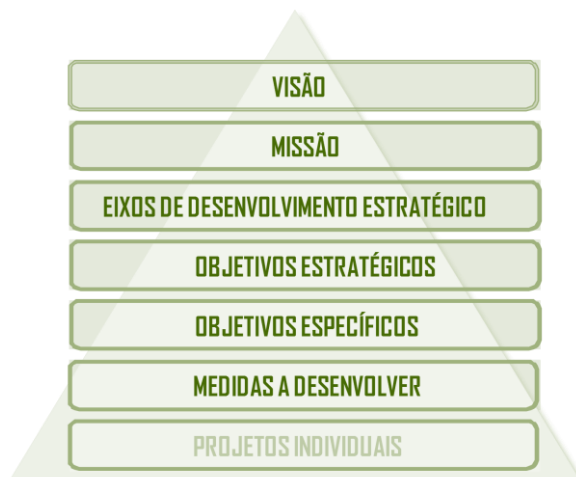 VISÃO
MISSÃO
EIXOS DE DESENVOLVIMENTO ESTRATÉGICO
OBJETIVOS ESTRATÉGICOS
OBJETIVOS ESPECÍFICOS
MEDIDAS A DESENVOLVER
PROJETOS INDIVIDUAIS